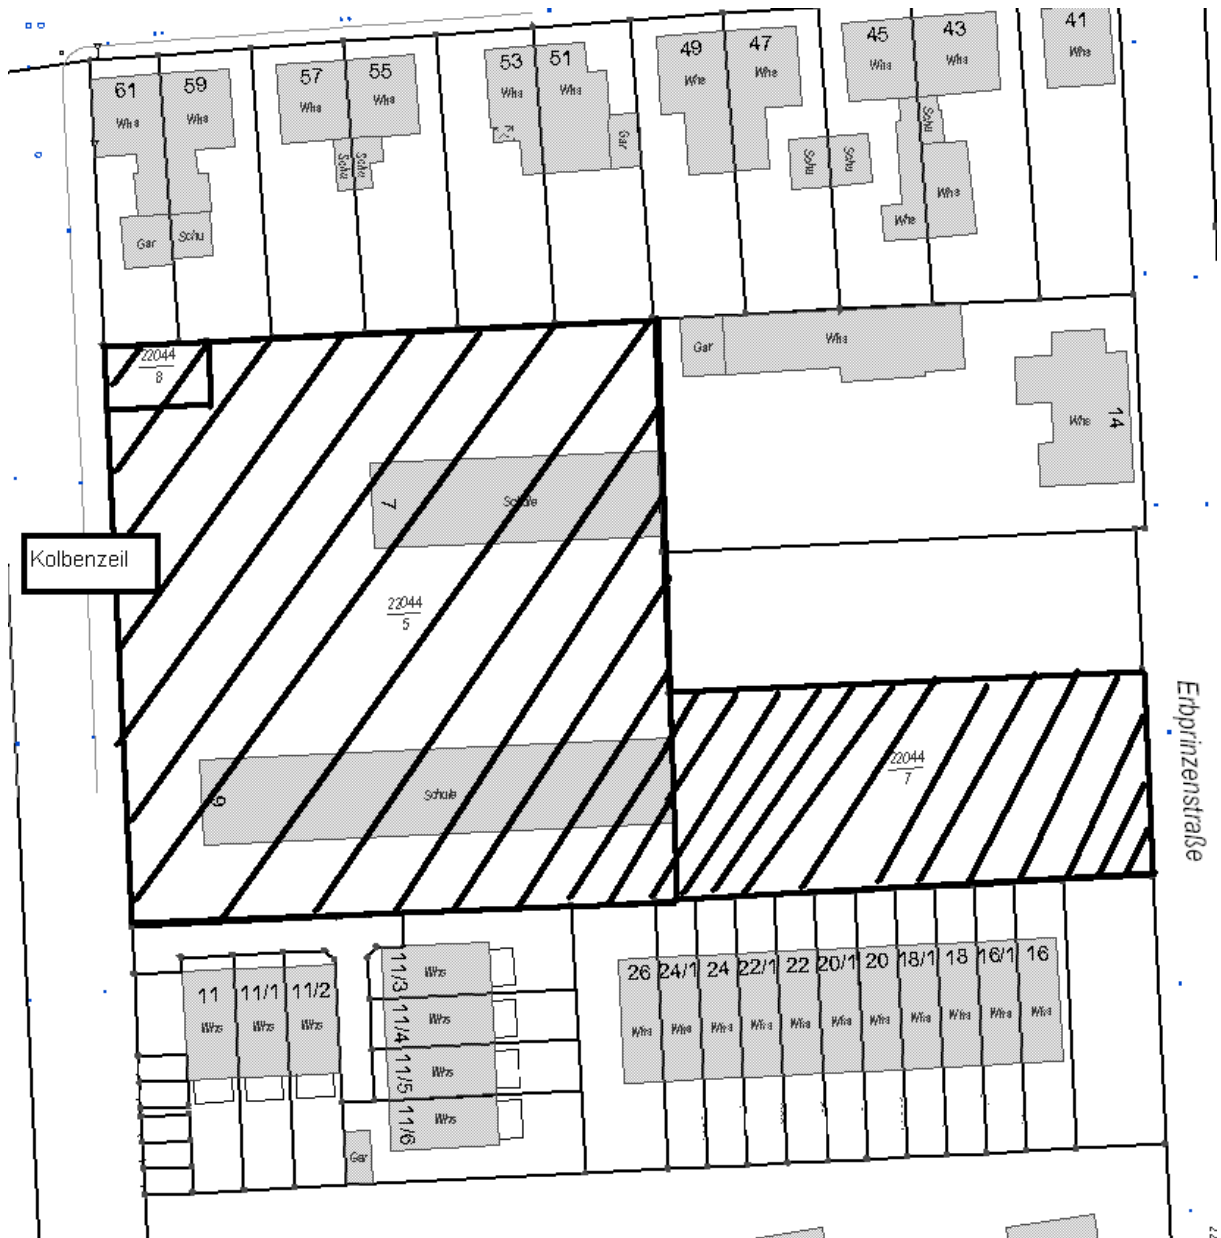 61 59 57 55 53 51 49 47 45 43 41
Whs Whs Whs Whs Whs Whs Whs Whs Whs Whs Whs
Schu Schu Gar Schu Schu Schu
Gar Schu Whs Whs
22044
8
Gar Whs
Whs 14
7 Schule
Kolbenzeil
22044
5
Erbprinzenstraße
22044
7
9 Schule
11 11/1 11/2
Whs Whs Whs
11/3 Whs
11/4 Whs
11/5 Whs
11/6 Whs
Gar
26 24/1 24 22/1 22 20/1 20 18/1 18 16/1 16
Whs Whs Whs Whs Whs Whs Whs Whs Whs Whs Whs